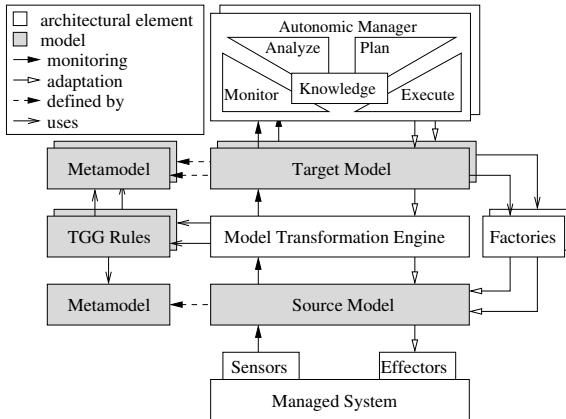 architectural element
model
monitoring
adaptation
defined by
uses
Autonomic Manager
Analyze
Plan
Monitor
Knowledge
Execute
Metamodel
Target Model
TGG Rules
Model Transformation Engine
Factories
Metamodel
Source Model
Sensors
Effectors
Managed System